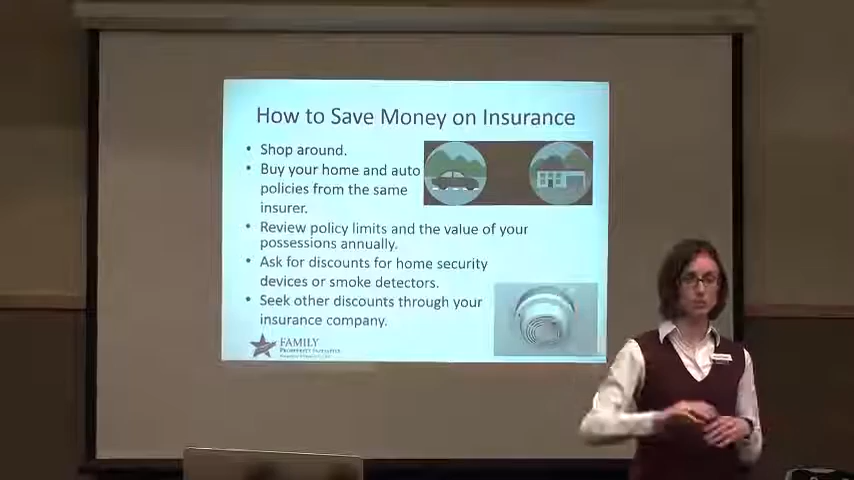 How to Save Money on Insurance
• Shop around.
• Buy your home and auto
policies from the same
insurer.
• Review policy limits and the value of your
possessions annually.
• Ask for discounts for home security
devices or smoke detectors.
• Seek other discounts through your
insurance company.
FAMILY
PROSPERITY INITIATIVE